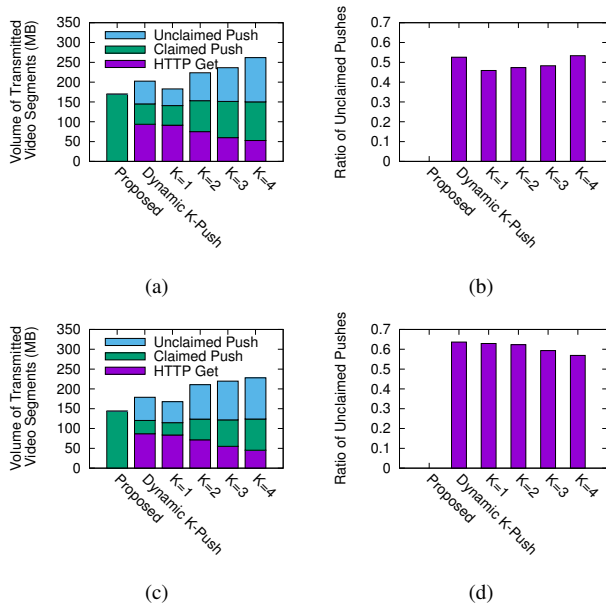 Volume of Transmitted
Video Segments (MB)
350
300
250
200
150
100
50
0
Unclaimed Push
Claimed Push
HTTP Get
Proposed
Dynamic K-Push
K=1
K=2
K=3
K=4
(a)
Ratio of Unclaimed Pushes
0.7
0.6
0.5
0.4
0.3
0.2
0.1
0
Proposed
Dynamic K-Push
K=1
K=2
K=3
K=4
(b)
Volume of Transmitted
Video Segments (MB)
350
300
250
200
150
100
50
0
Unclaimed Push
Claimed Push
HTTP Get
Proposed
Dynamic K-Push
K=1
K=2
K=3
K=4
(c)
Ratio of Unclaimed Pushes
0.7
0.6
0.5
0.4
0.3
0.2
0.1
0
Proposed
Dynamic K-Push
K=1
K=2
K=3
K=4
(d)